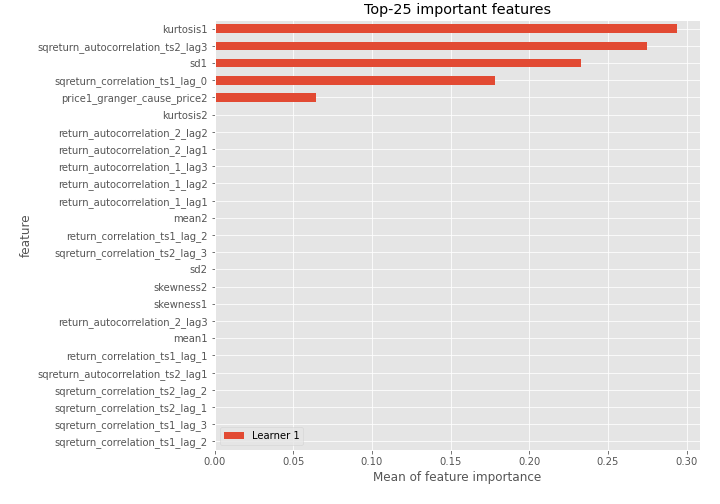 Top-25 important features
kurtosis1
sqreturn_autocorrelation_ts2_lag3
sd1
sqreturn_correlation_ts1_lag_0
price1_granger_cause_price2
kurtosis2
return_autocorrelation_2_lag2
return_autocorrelation_2_lag1
return_autocorrelation_1_lag3
return_autocorrelation_1_lag2
return_autocorrelation_1_lag1
mean2
return_correlation_ts1_lag_2
sqreturn_correlation_ts2_lag_3
sd2
skewness2
skewness1
return_autocorrelation_2_lag3
mean1
return_correlation_ts1_lag_1
sqreturn_autocorrelation_ts2_lag1
sqreturn_correlation_ts2_lag_2
sqreturn_correlation_ts2_lag_1
sqreturn_correlation_ts1_lag_3
sqreturn_correlation_ts1_lag_2
feature
Learner 1
0.00 0.05 0.10 0.15 0.20 0.25 0.30
Mean of feature importance